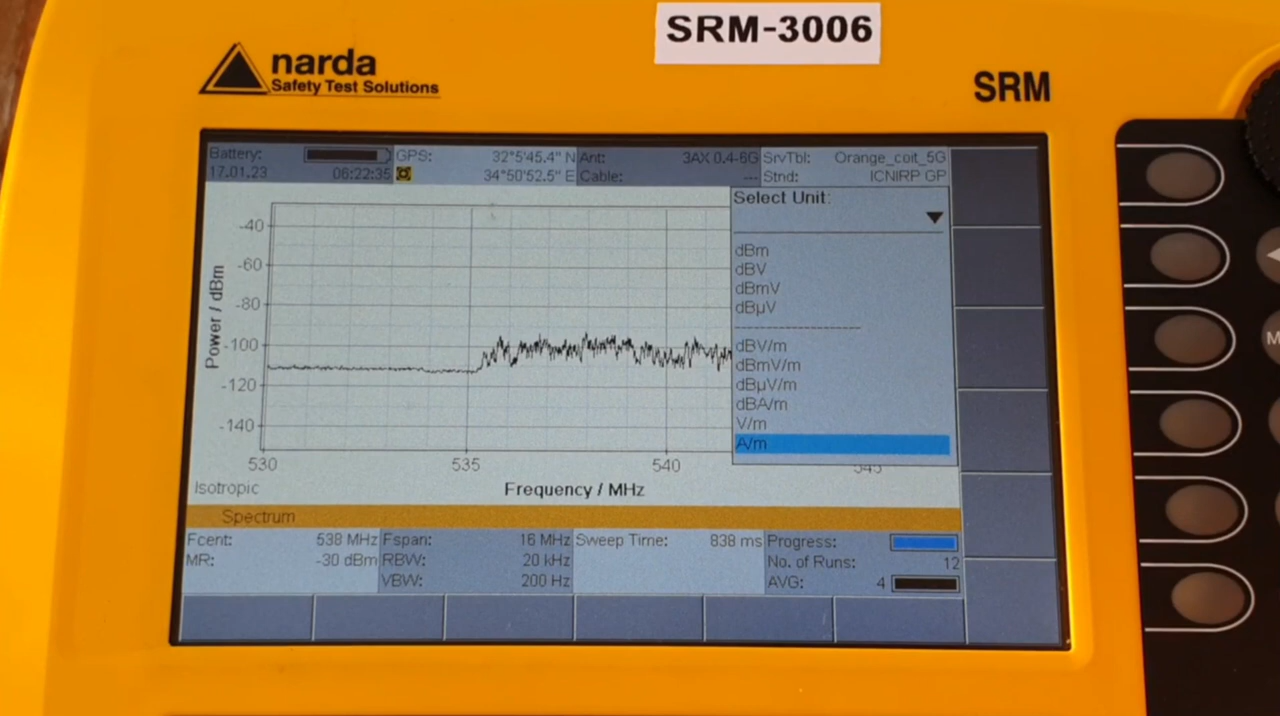 SRM-3006
narda
Safety Test Solutions
SRM
Battery:
17.01.23 06:22:35
GPS: 32°5'45.4" N
34°50'52.5" E
Ant: 3AX 0.4-6G
Cable: ---
SrvTbl: Orange_coit_5G
Stnd: ICNIRP GP
Select Unit:
dBm
dBV
dBmV
dBµV
dBV/m
dBmV/m
dBµV/m
dBA/m
V/m
A/m
Power / dBm
-40
-60
-80
-100
-120
-140
530 535 540 545
Isotropic
Frequency / MHz
Spectrum
Fcent: 538 MHz
MR: -30 dBm
Fspan: 16 MHz
RBW: 20 kHz
VBW: 200 Hz
Sweep Time: 838 ms
Progress:
No. of Runs: 12
AVG: 4
M